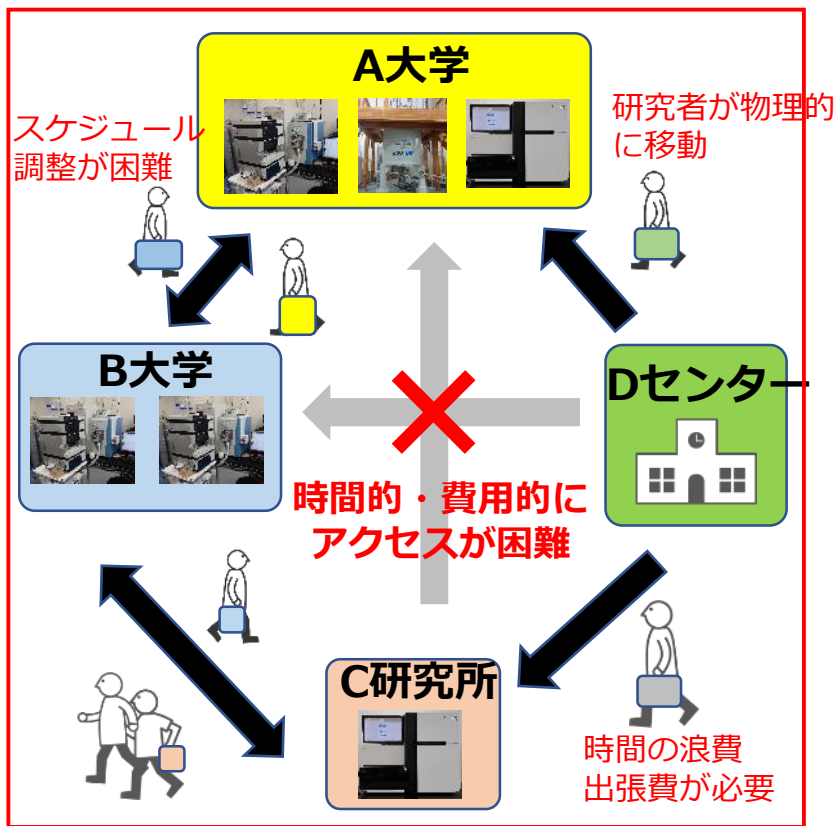 A大学
スケジュール
調整が困難
研究者が物理的
に移動
B大学
Dセンター
時間的・費用的に
アクセスが困難
C研究所
時間の浪費
出張費が必要